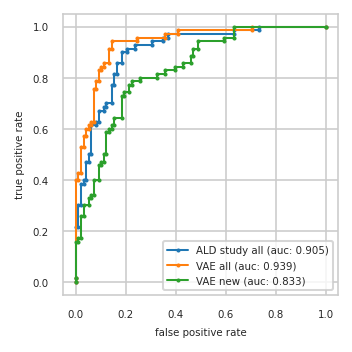 1.0
0.8
0.6
0.4
0.2
0.0
true positive rate
ALD study all (auc: 0.905)
VAE all (auc: 0.939)
VAE new (auc: 0.833)
0.0 0.2 0.4 0.6 0.8 1.0
false positive rate